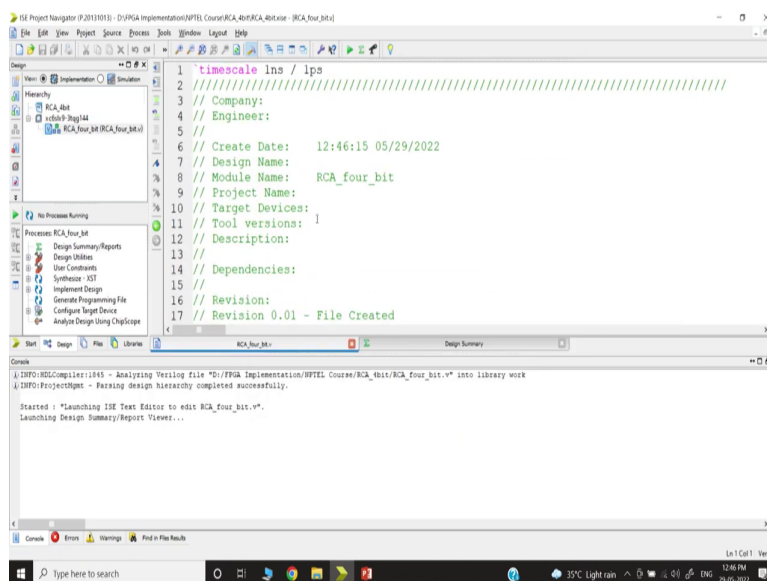 ISE Project Navigator (P.20131013) - D:\FPGA Implementation\NPTEL Course\RCA_4bit\RCA_4bit.xise - [RCA_four_bit.v]
File Edit View Project Source Process Tools Window Layout Help
Design
View: Implementation Simulation
Hierarchy
RCA_4bit
xc6slx9-3tqg144
RCA_four_bit (RCA_four_bit.v)
No Processes Running
Processes: RCA_four_bit
Design Summary/Reports
Design Utilities
User Constraints
Synthesize - XST
Implement Design
Generate Programming File
Configure Target Device
Analyze Design Using ChipScope
Start Design Files Libraries
1 `timescale 1ns / 1ps
2 //////////////////////////////////////////////////////////////////////////////////
3 // Company:
4 // Engineer:
5 //
6 // Create Date: 12:46:15 05/29/2022
7 // Design Name:
8 // Module Name: RCA_four_bit
9 // Project Name:
10 // Target Devices:
11 // Tool versions:
12 // Description:
13 //
14 // Dependencies:
15 //
16 // Revision:
17 // Revision 0.01 - File Created
RCA_four_bit.v Design Summary
Console
INFO:HDLCompiler:1845 - Analyzing Verilog file "D:/FPGA Implementation/NPTEL Course/RCA_4bit/RCA_four_bit.v" into library work
INFO:ProjectMgmt - Parsing design hierarchy completed successfully.
Started : "Launching ISE Text Editor to edit RCA_four_bit.v".
Launching Design Summary/Report Viewer...
Console Errors Warnings Find in Files Results
Ln 1 Col 1 Ver
Type here to search
35°C Light rain
ENG
12:46 PM
29-05-2022